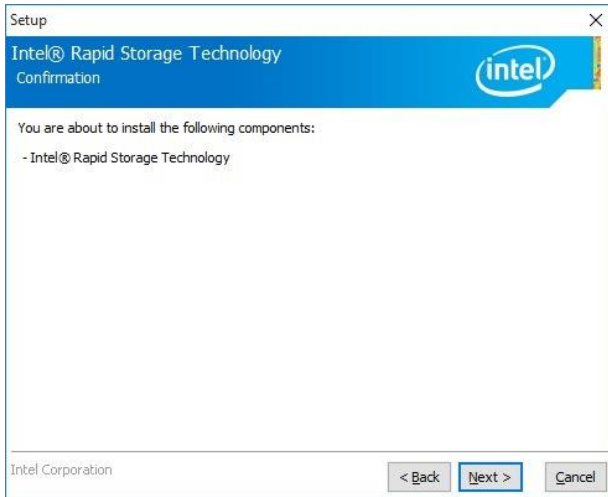 Setup
Intel® Rapid Storage Technology
Confirmation
intel
You are about to install the following components:
- Intel® Rapid Storage Technology
Intel Corporation
< Back
Next >
Cancel